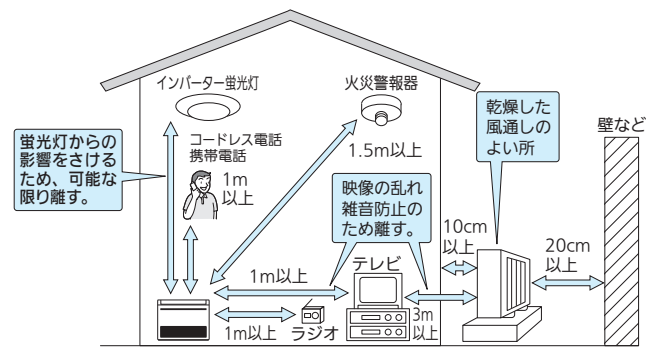 インバーター蛍光灯
火災警報器
乾燥した
風通しの
よい所
壁など
蛍光灯からの
影響をさける
ため、可能な
限り離す。
コードレス電話
携帯電話
1m
以上
1.5m以上
映像の乱れ
雑音防止の
ため離す。
10cm
以上
20cm
以上
テレビ
1m以上
1m以上
ラジオ
3m
以上